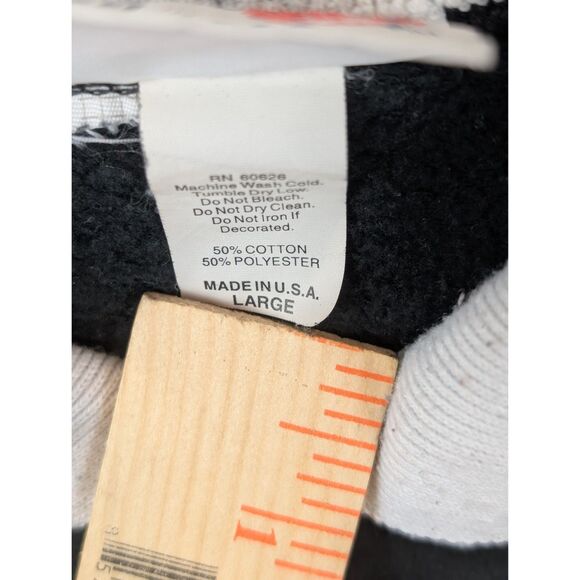 RN 60626
Machine Wash Cold.
Tumble Dry Low.
Do Not Bleach.
Do Not Dry Clean.
Do Not Iron If
Decorated.
50% COTTON
50% POLYESTER
MADE IN U.S.A.
LARGE
1
5